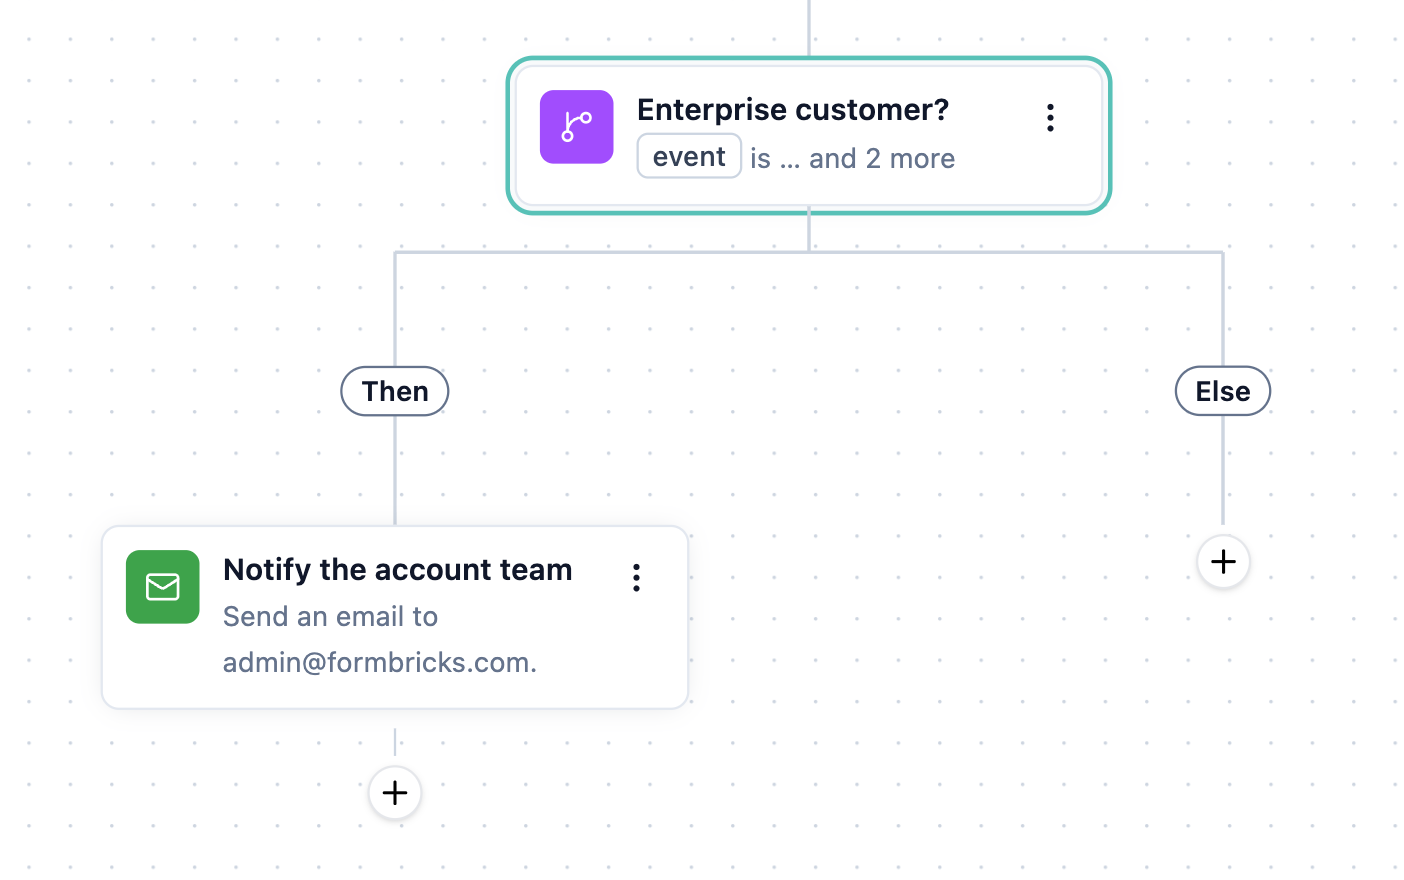 Enterprise customer?
event is ... and 2 more
Then
Else
Notify the account team
Send an email to
admin@formbricks.com.